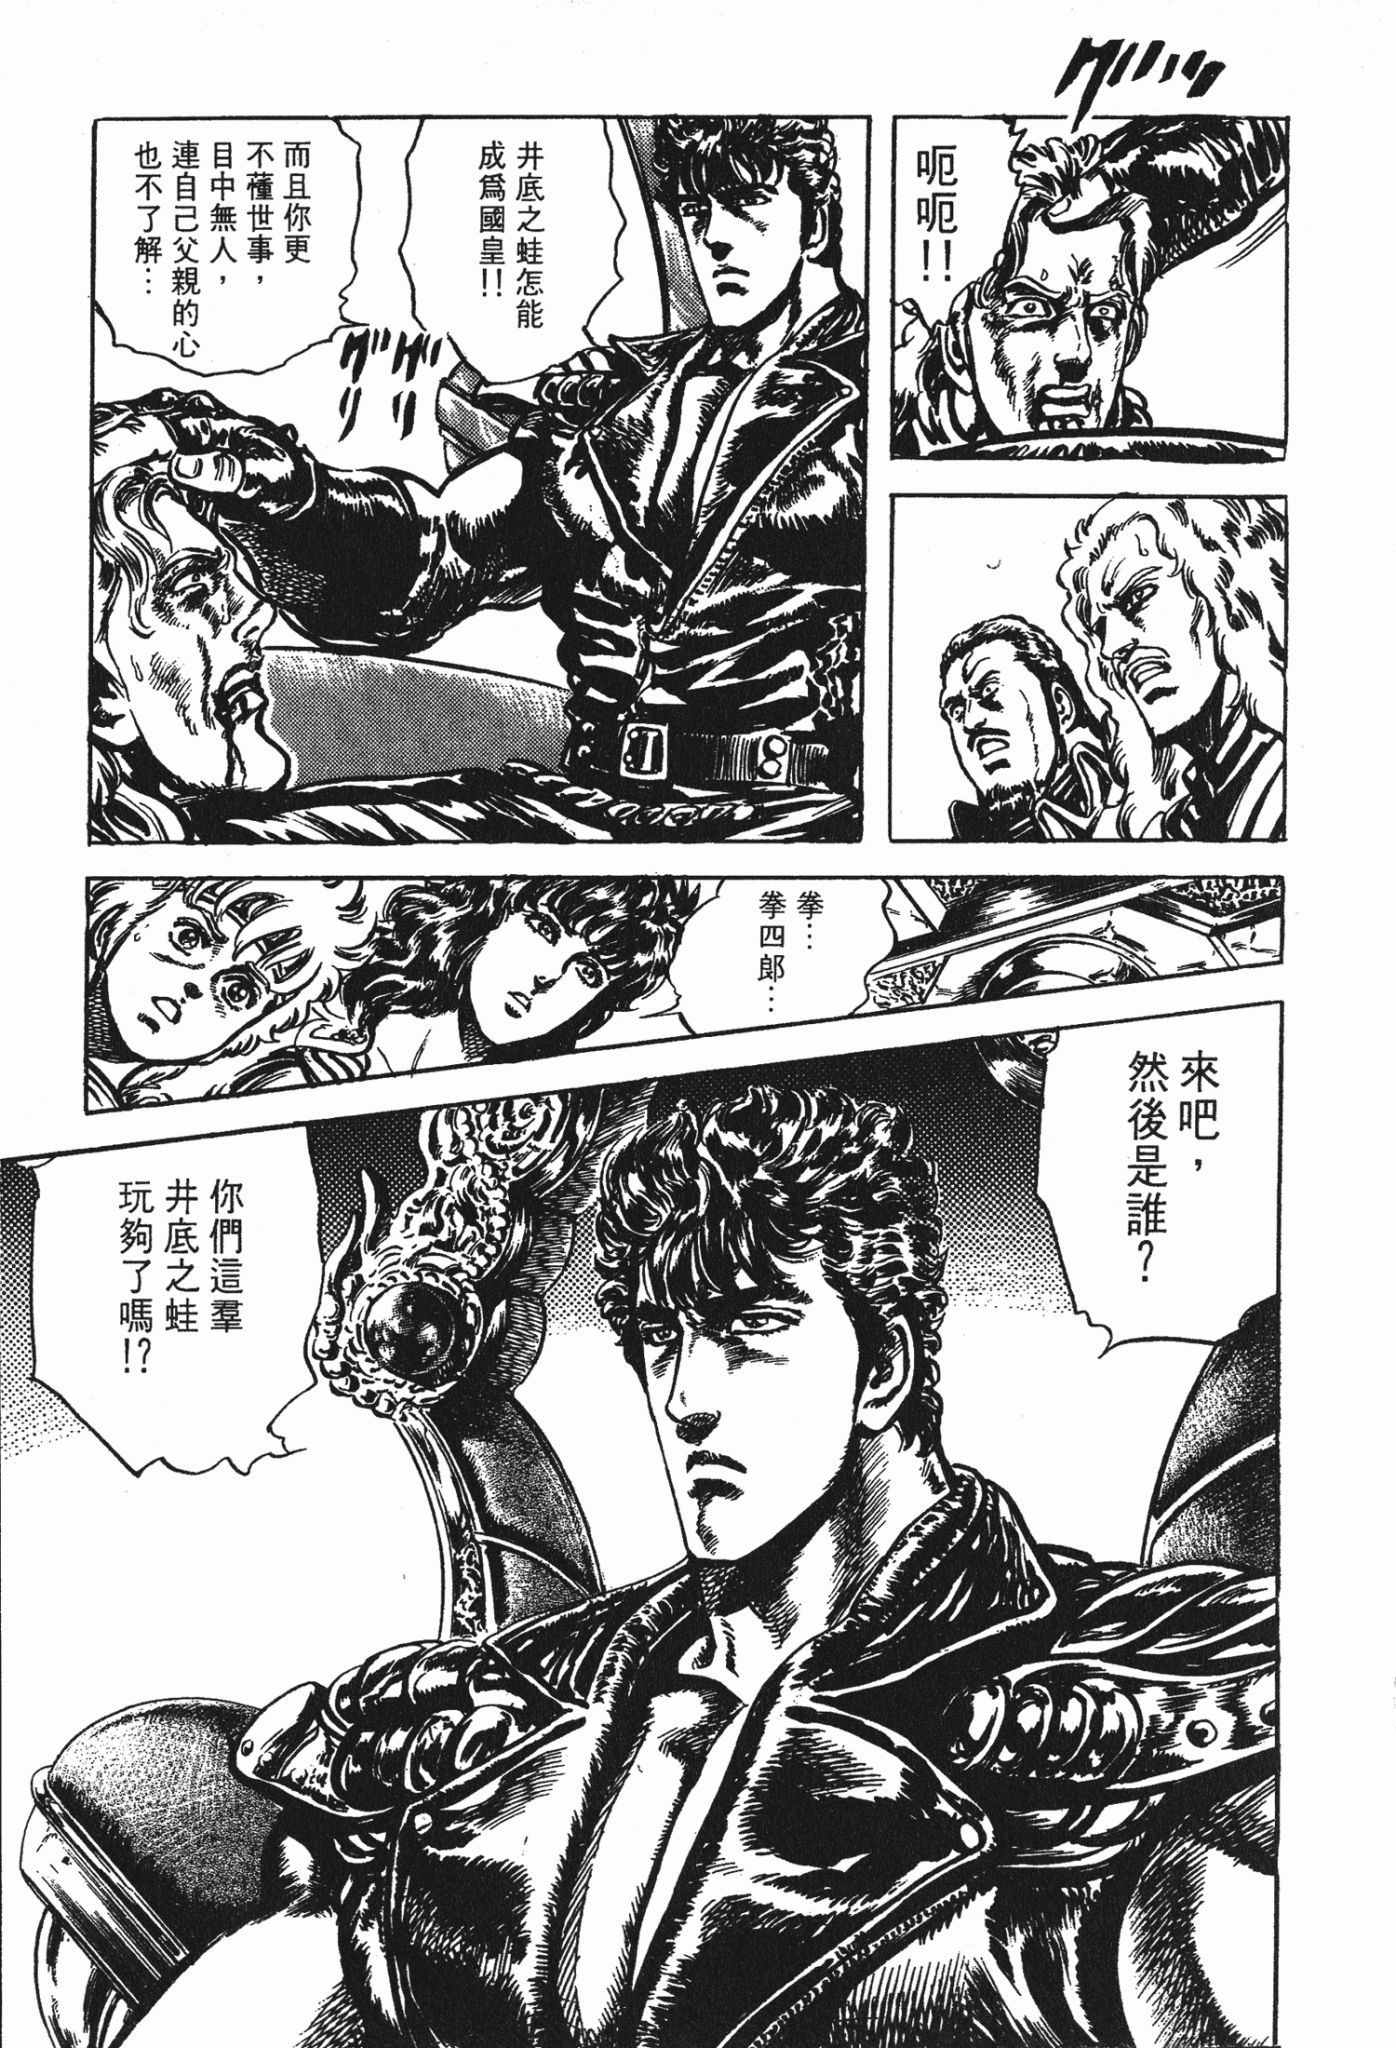 グググッ
呃呃!!
井底之蛙怎能
成爲國皇!!
而且你更
不懂世事，
目中無人，
連自己父親的心
也不了解…
ググ
リリ
拳…
拳四郎…
來吧，
然後是誰？
你們這羣
井底之蛙
玩夠了嗎!?